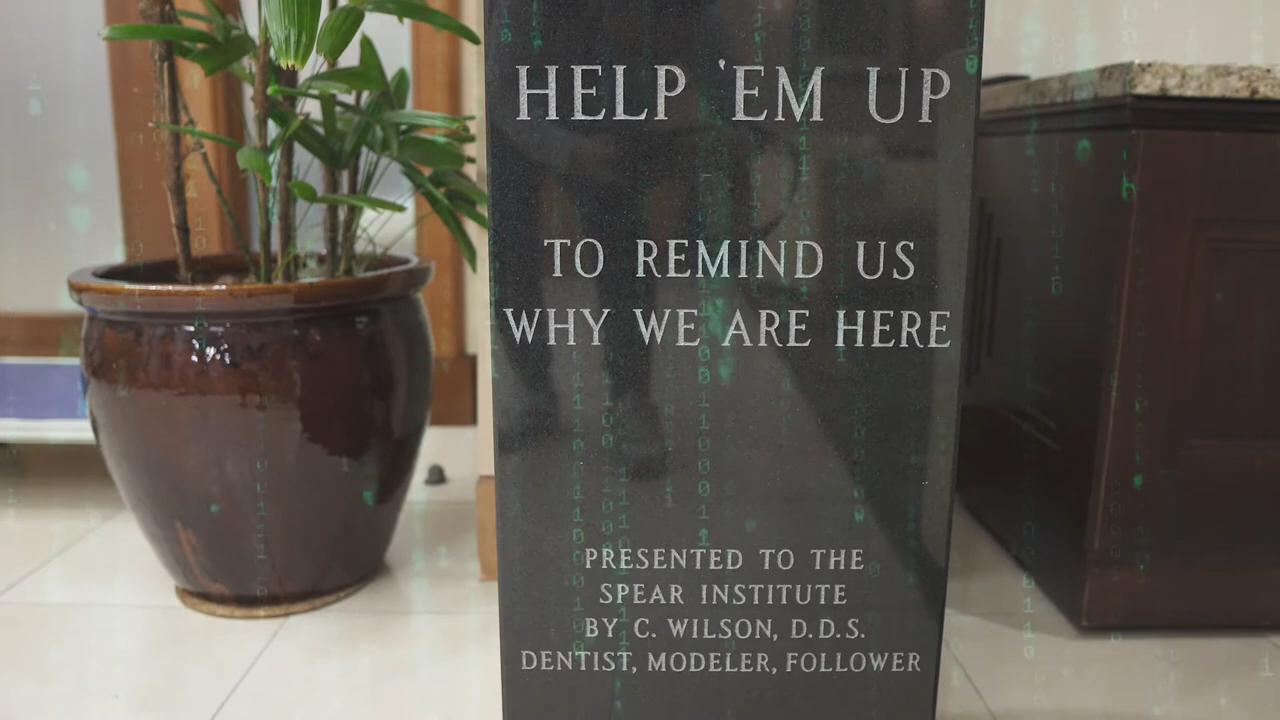 HELP 'EM UP
TO REMIND US
WHY WE ARE HERE
PRESENTED TO THE
SPEAR INSTITUTE
BY C. WILSON, D.D.S.
DENTIST, MODELER, FOLLOWER